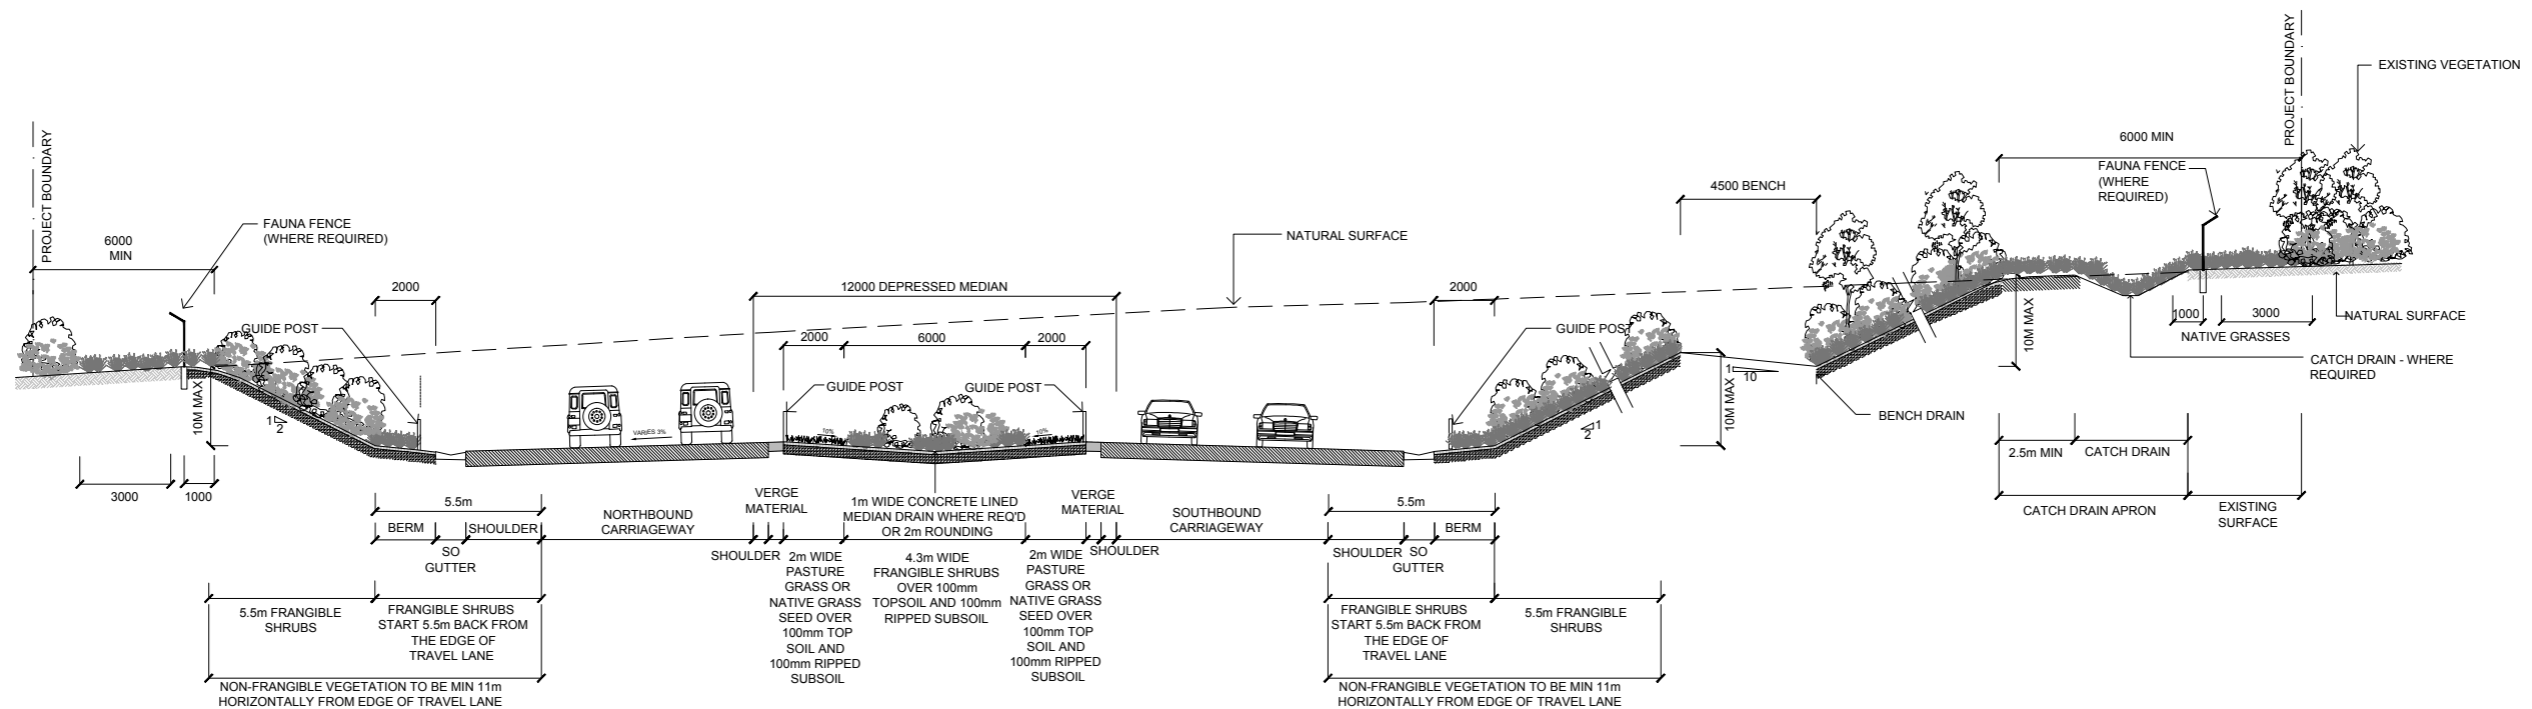 PROJECT BOUNDARY
6000
MIN
FAUNA FENCE
(WHERE REQUIRED)
2000
GUIDE POST
10M MAX
1
2
3000
1000
NATURAL SURFACE
12000 DEPRESSED MEDIAN
2000
6000
2000
GUIDE POST
GUIDE POST
VARIES 3%
10%
10%
2000
GUIDE POST
1
2
10M MAX
4500 BENCH
1
10
BENCH DRAIN
6000 MIN
PROJECT BOUNDARY
EXISTING VEGETATION
FAUNA FENCE
(WHERE
REQUIRED)
10M MAX
1000
3000
NATIVE GRASSES
NATURAL SURFACE
CATCH DRAIN - WHERE
REQUIRED
2.5m MIN
CATCH DRAIN
CATCH DRAIN APRON
EXISTING
SURFACE
5.5m
BERM
SHOULDER
SO
GUTTER
NORTHBOUND
CARRIAGEWAY
VERGE
MATERIAL
SHOULDER
1m WIDE CONCRETE LINED
MEDIAN DRAIN WHERE REQ'D
OR 2m ROUNDING
VERGE
MATERIAL
SHOULDER
SOUTHBOUND
CARRIAGEWAY
5.5m
SHOULDER
SO
GUTTER
BERM
2m WIDE
PASTURE
GRASS OR
NATIVE GRASS
SEED OVER
100mm TOP
SOIL AND
100mm RIPPED
SUBSOIL
4.3m WIDE
FRANGIBLE SHRUBS
OVER 100mm
TOPSOIL AND 100mm
RIPPED SUBSOIL
2m WIDE
PASTURE
GRASS OR
NATIVE GRASS
SEED OVER
100mm TOP
SOIL AND
100mm RIPPED
SUBSOIL
5.5m FRANGIBLE
SHRUBS
FRANGIBLE SHRUBS
START 5.5m BACK FROM
THE EDGE OF
TRAVEL LANE
NON-FRANGIBLE VEGETATION TO BE MIN 11m
HORIZONTALLY FROM EDGE OF TRAVEL LANE
FRANGIBLE SHRUBS
START 5.5m BACK FROM
THE EDGE OF
TRAVEL LANE
5.5m FRANGIBLE
SHRUBS
NON-FRANGIBLE VEGETATION TO BE MIN 11m
HORIZONTALLY FROM EDGE OF TRAVEL LANE